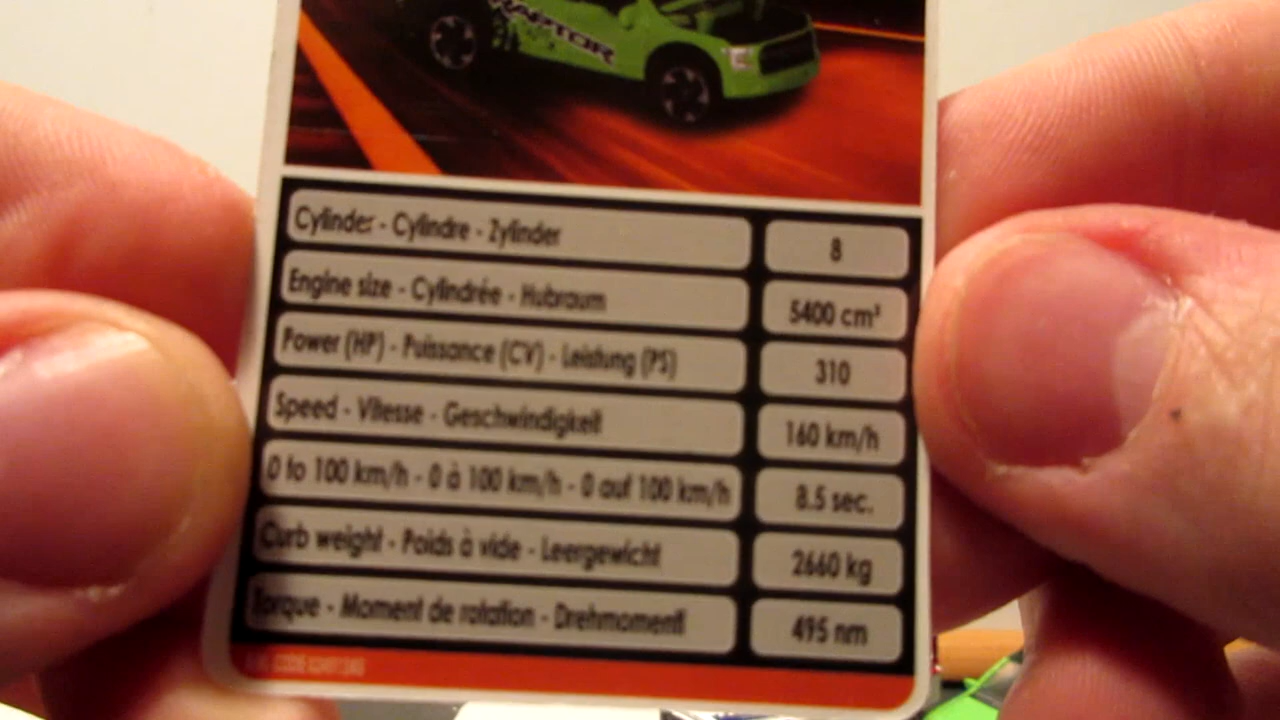 RAPTOR
Cylinder - Cylindre - Zylinder 8
Engine size - Cylindrée - Hubraum 5400 cm³
Power (HP) - Puissance (CV) - Leistung (PS) 310
Speed - Vitesse - Geschwindigkeit 160 km/h
0 to 100 km/h - 0 à 100 km/h - 0 auf 100 km/h 8.5 sec.
Curb weight - Poids à vide - Leergewicht 2660 kg
Torque - Moment de rotation - Drehmoment 495 nm